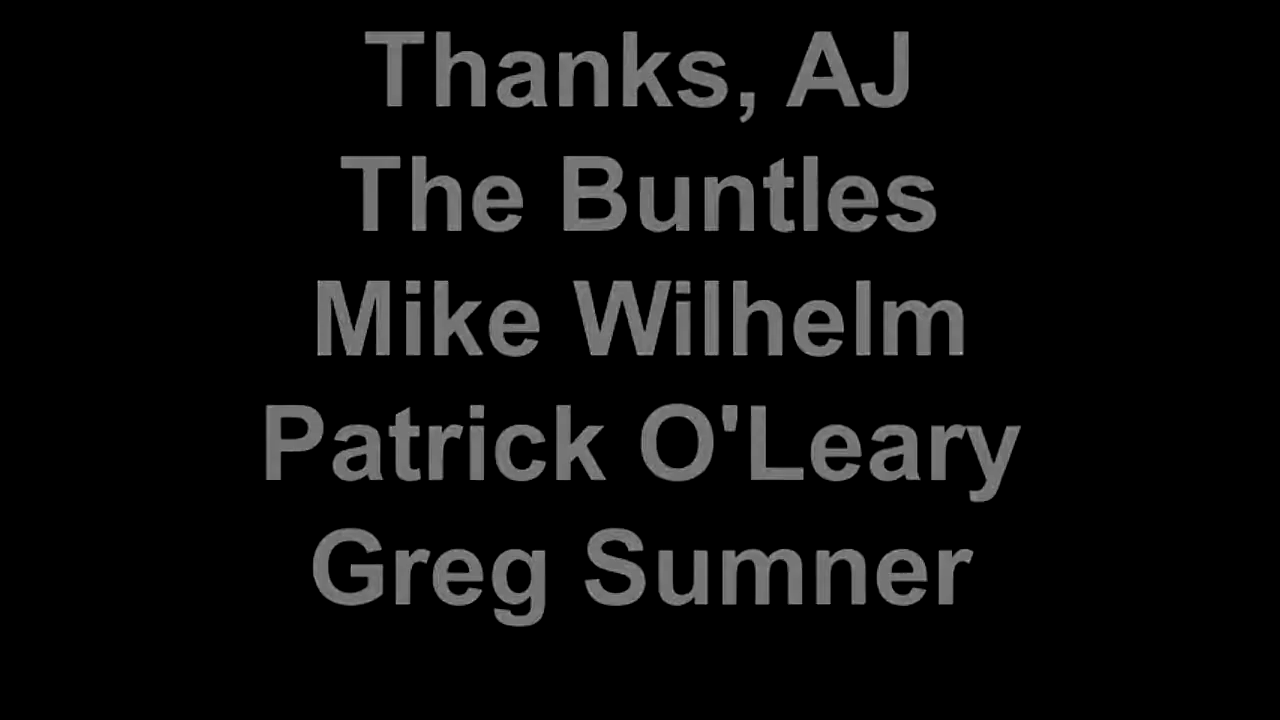 Thanks, AJ
The Buntles
Mike Wilhelm
Patrick O'Leary
Greg Sumner